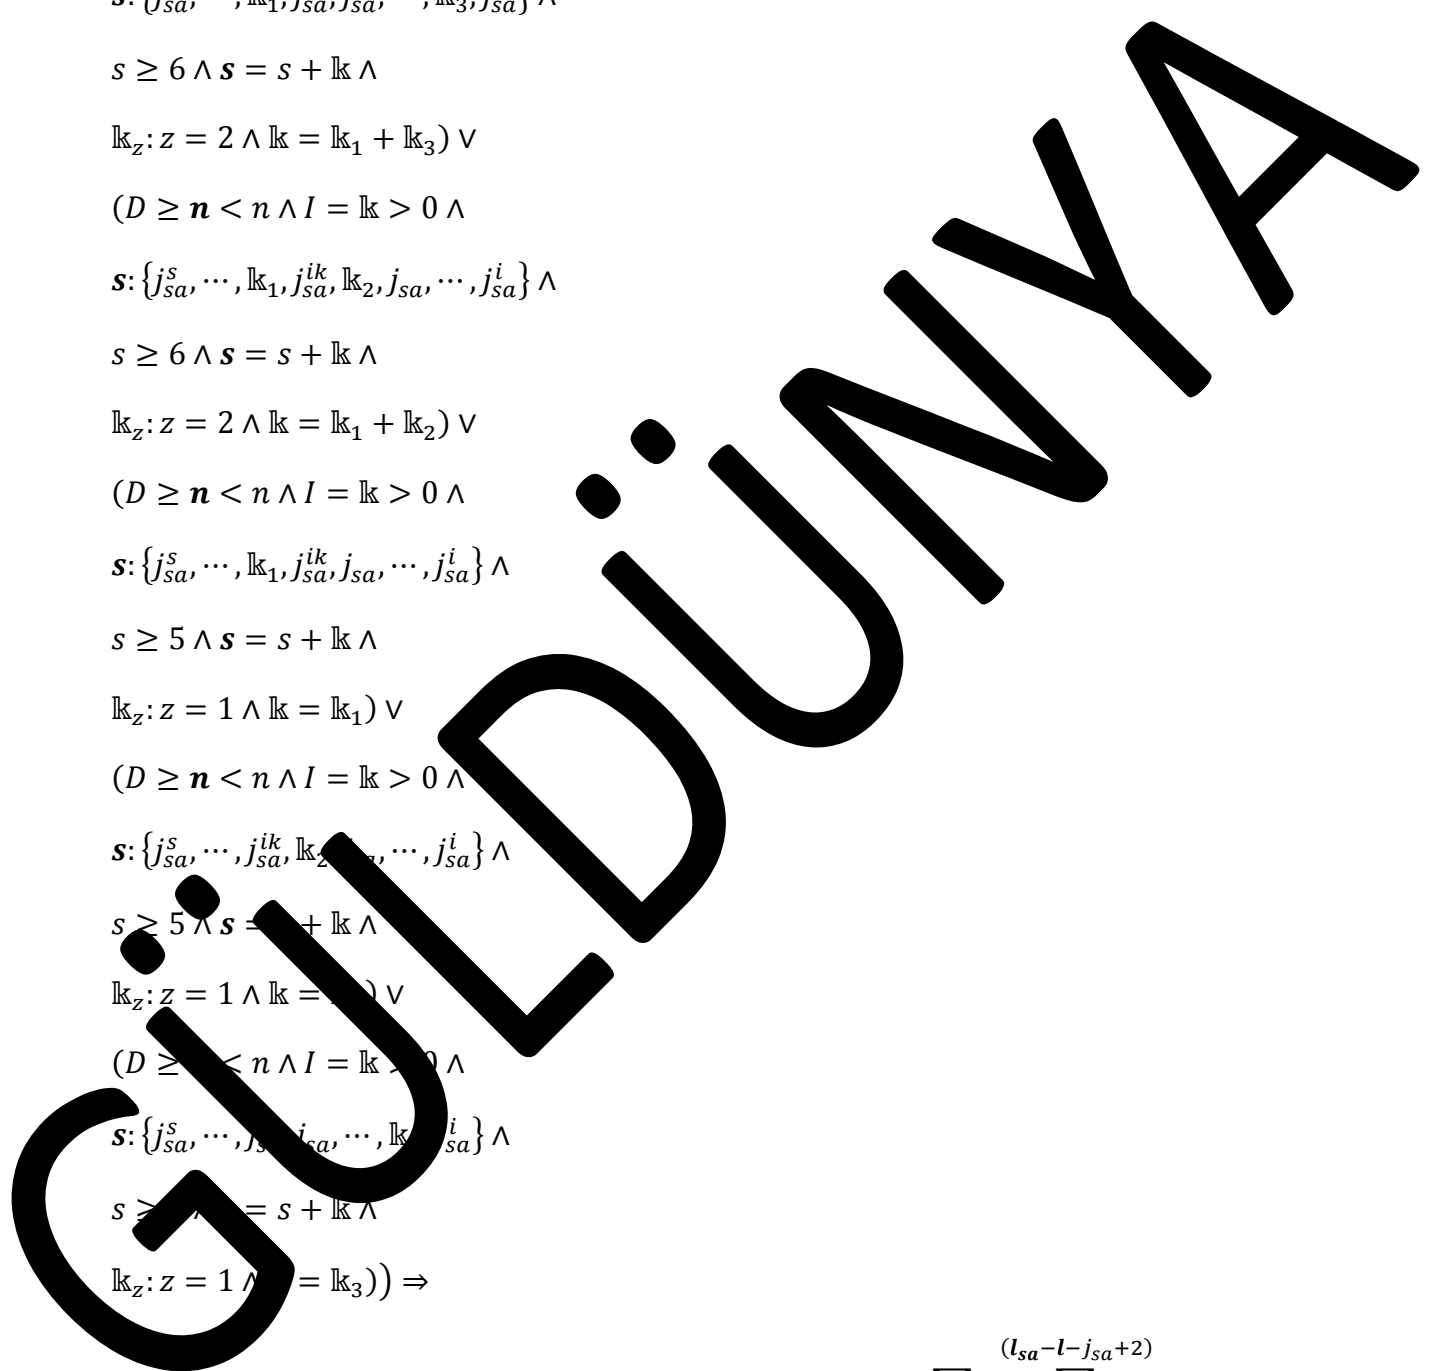 𝒔: {j_{sa}^s, ⋯, 𝕜_1, j_{sa}^{ik}, j_{sa}, ⋯, 𝕜_3, j_{sa}^i} ∧
s ≥ 6 ∧ 𝒔 = s + 𝕜 ∧
𝕜_z: z = 2 ∧ 𝕜 = 𝕜_1 + 𝕜_3) ∨
(D ≥ 𝒏 < n ∧ I = 𝕜 > 0 ∧
𝒔: {j_{sa}^s, ⋯, 𝕜_1, j_{sa}^{ik}, 𝕜_2, j_{sa}, ⋯, j_{sa}^i} ∧
s ≥ 6 ∧ 𝒔 = s + 𝕜 ∧
𝕜_z: z = 2 ∧ 𝕜 = 𝕜_1 + 𝕜_2) ∨
(D ≥ 𝒏 < n ∧ I = 𝕜 > 0 ∧
𝒔: {j_{sa}^s, ⋯, 𝕜_1, j_{sa}^{ik}, j_{sa}, ⋯, j_{sa}^i} ∧
s ≥ 5 ∧ 𝒔 = s + 𝕜 ∧
𝕜_z: z = 1 ∧ 𝕜 = 𝕜_1) ∨
(D ≥ 𝒏 < n ∧ I = 𝕜 > 0 ∧
𝒔: {j_{sa}^s, ⋯, j_{sa}^{ik}, 𝕜_2, ⋯, j_{sa}^i} ∧
s ≥ 5 ∧ 𝒔 = + 𝕜 ∧
𝕜_z: z = 1 ∧ 𝕜 = ) ∨
(D ≥ < n ∧ I = 𝕜 > 0 ∧
𝒔: {j_{sa}^s, ⋯, j_{sa}, ⋯, 𝕜 j_{sa}^i} ∧
s ≥ = s + 𝕜 ∧
𝕜_z: z = 1 ∧ = 𝕜_3)) ⇒
(𝒍_{𝒔𝒂}−𝒍−j_{sa}+2)
GÜLDÜNYA